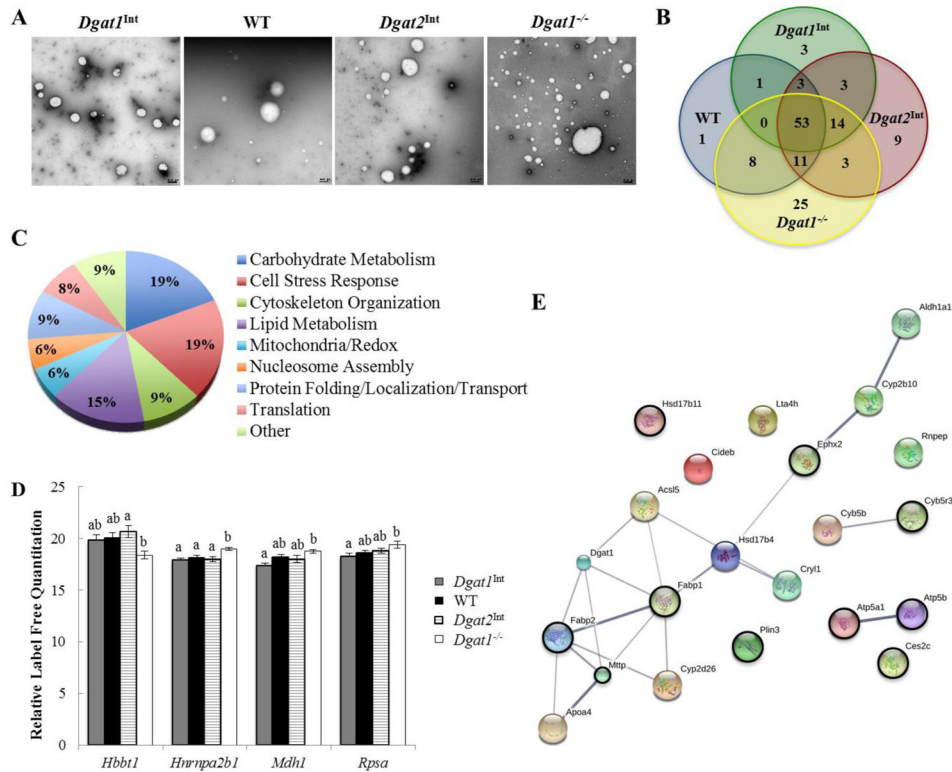 A
Dgat1Int
WT
Dgat2Int
Dgat1-/-
B
Dgat1Int
3
1
3
3
WT
1
0
53
14
Dgat2Int
9
8
11
3
25
Dgat1-/-
C
9%
19%
8%
9%
19%
6%
6%
15%
9%
Carbohydrate Metabolism
Cell Stress Response
Cytoskeleton Organization
Lipid Metabolism
Mitochondria/Redox
Nucleosome Assembly
Protein Folding/Localization/Transport
Translation
Other
D
Relative Label Free Quantitation
25
20
15
10
5
0
ab ab a b
a a a b
a ab ab b
a ab ab b
Hbbt1 Hnrnpa2b1 Mdh1 Rpsa
Dgat1Int
WT
Dgat2Int
Dgat1-/-
E
Aldh1a1
Cyp2b10
Hsd17b11
Lta4h
Ephx2
Rnpep
Cideb
Acsl5
Cyb5b
Cyb5r3
Hsd17b4
Dgat1
Cryl1
Fabp1
Atp5a1
Atp5b
Fabp2
Plin3
Ces2c
Mttp
Cyp2d26
Apoa4